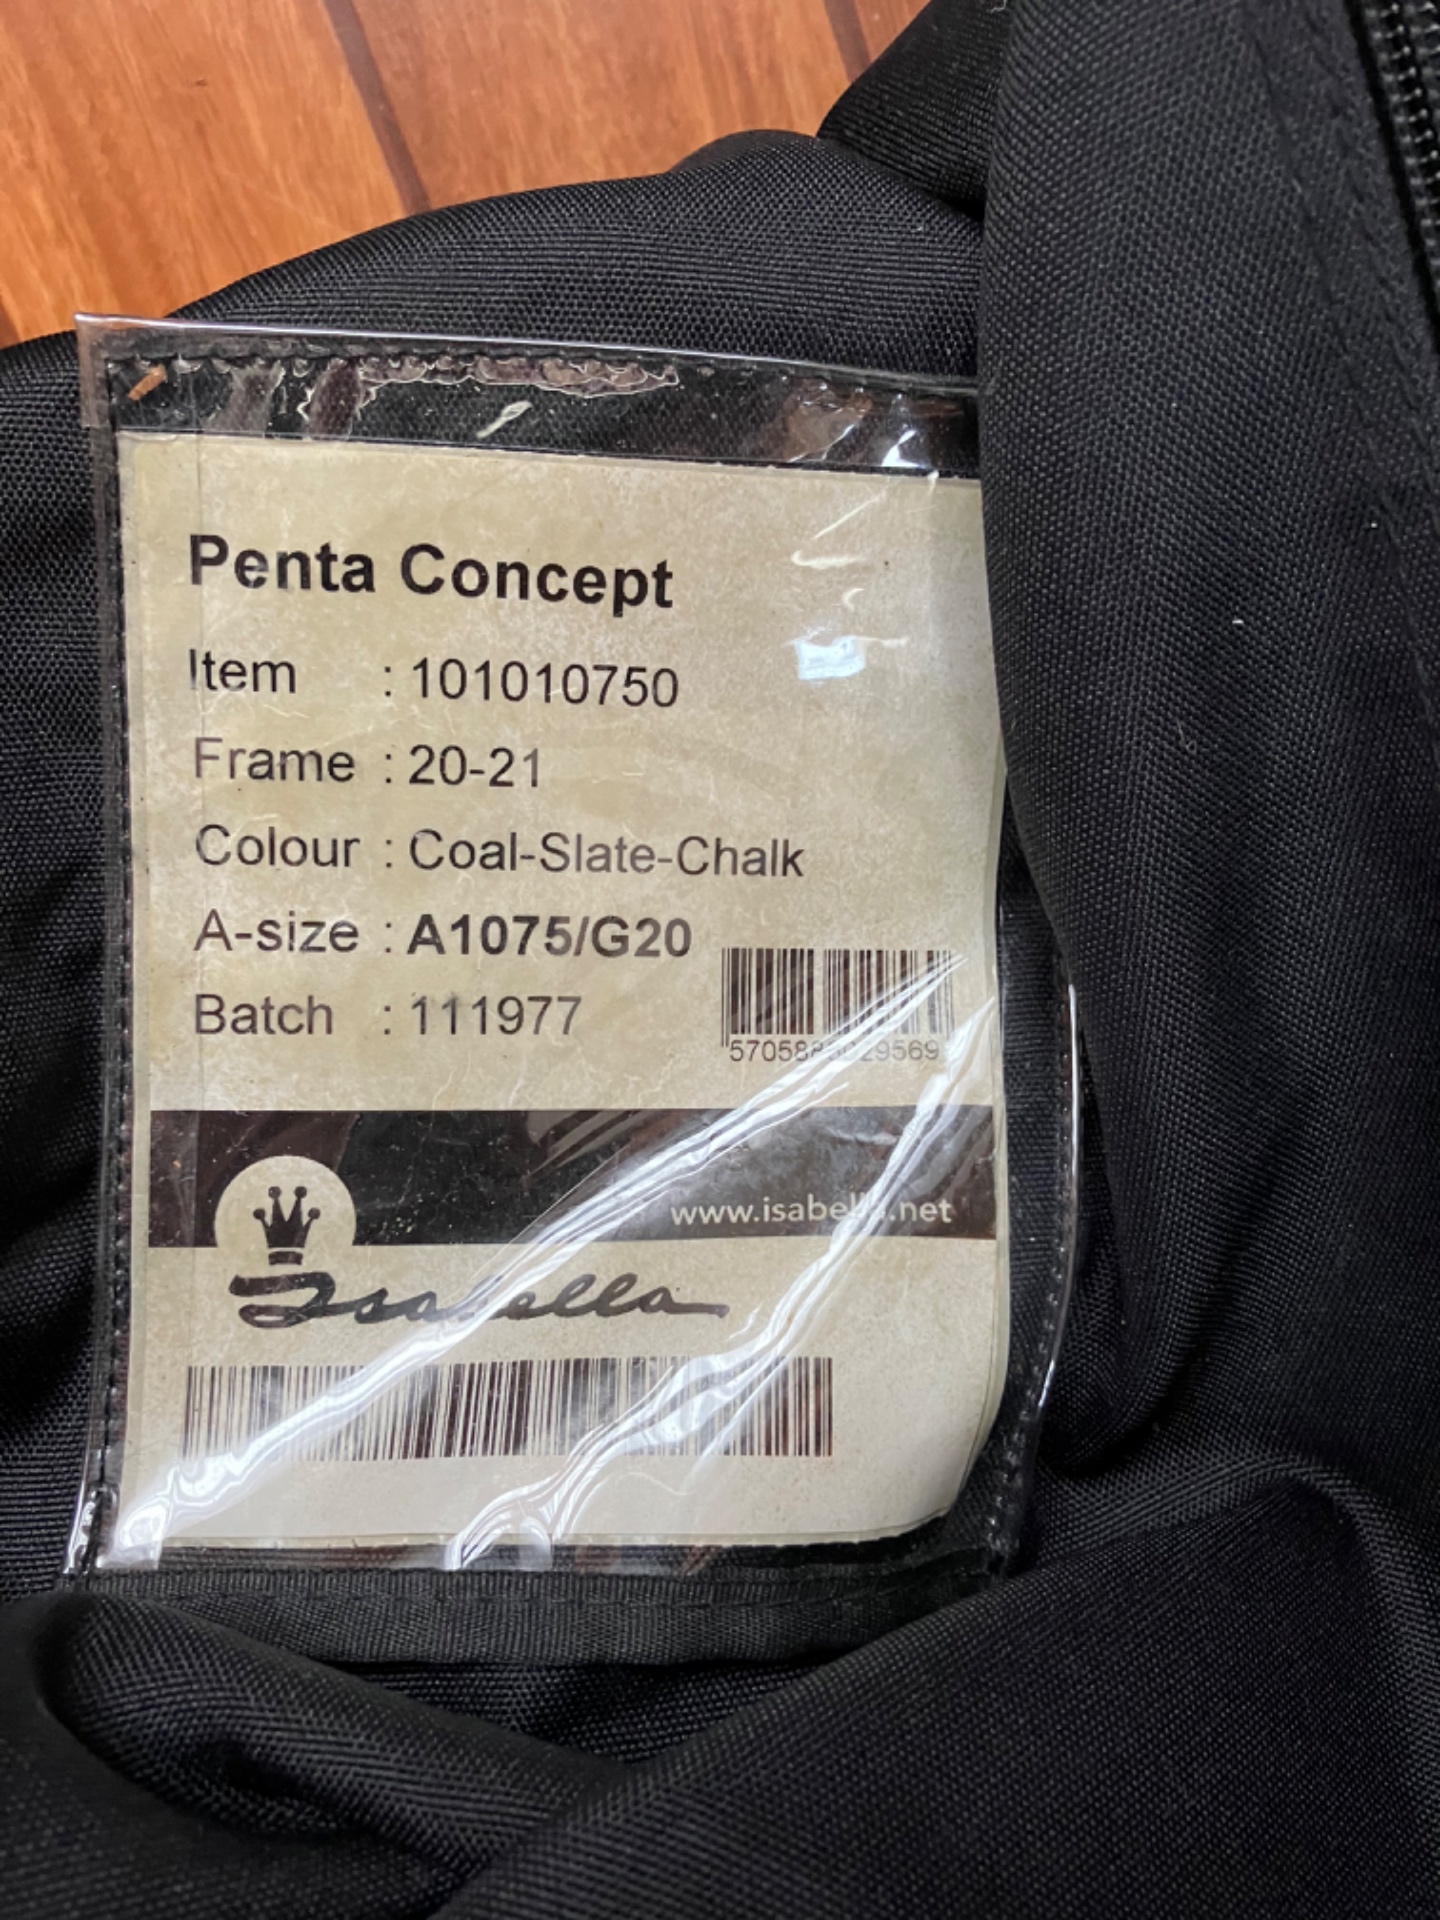 Penta Concept
Item : 101010750
Frame : 20-21
Colour : Coal-Slate-Chalk
A-size : A1075/G20
Batch : 111977
www.isabella.net
Isabella